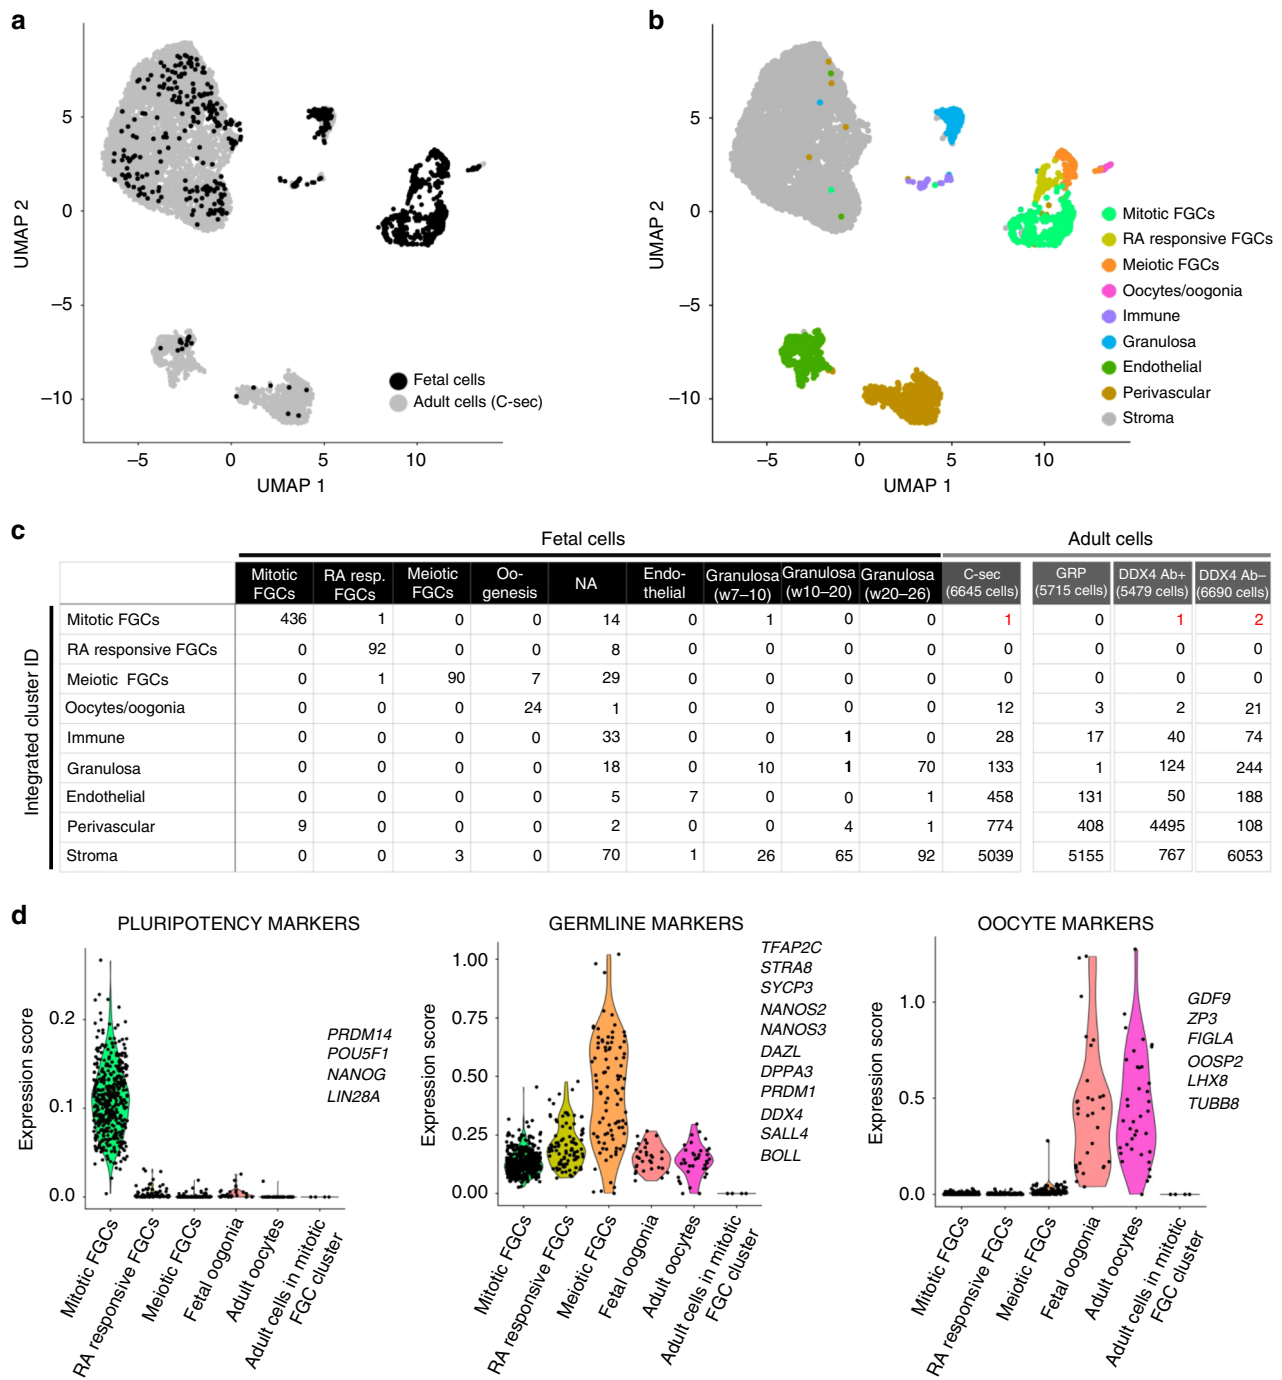 a
UMAP 2
5
0
−5
−10
−5 0 5 10
UMAP 1
Fetal cells
Adult cells (C-sec)
b
UMAP 2
5
0
−5
−10
−5 0 5 10
UMAP 1
Mitotic FGCs
RA responsive FGCs
Meiotic FGCs
Oocytes/oogonia
Immune
Granulosa
Endothelial
Perivascular
Stroma
c
Fetal cells Adult cells
Mitotic FGCs RA resp. FGCs Meiotic FGCs Oo-genesis NA Endo-thelial Granulosa (w7–10) Granulosa (w10–20) Granulosa (w20–26) C-sec (6645 cells) GRP (5715 cells) DDX4 Ab+ (5479 cells) DDX4 Ab– (6690 cells)
Integrated cluster ID
Mitotic FGCs 436 1 0 0 14 0 1 0 0 1 0 1 2
RA responsive FGCs 0 92 0 0 8 0 0 0 0 0 0 0 0
Meiotic FGCs 0 1 90 7 29 0 0 0 0 0 0 0 0
Oocytes/oogonia 0 0 0 24 1 0 0 0 0 12 3 2 21
Immune 0 0 0 0 33 0 0 1 0 28 17 40 74
Granulosa 0 0 0 0 18 0 10 1 70 133 1 124 244
Endothelial 0 0 0 0 5 7 0 0 1 458 131 50 188
Perivascular 9 0 0 0 2 0 0 4 1 774 408 4495 108
Stroma 0 0 3 0 70 1 26 65 92 5039 5155 767 6053
d
PLURIPOTENCY MARKERS
Expression score
0.2
0.1
0.0
PRDM14
POU5F1
NANOG
LIN28A
Mitotic FGCs
RA responsive FGCs
Meiotic FGCs
Fetal oogonia
Adult oocytes
Adult cells in mitotic
FGC cluster
GERMLINE MARKERS
Expression score
1.00
0.75
0.50
0.25
0.00
TFAP2C
STRA8
SYCP3
NANOS2
NANOS3
DAZL
DPPA3
PRDM1
DDX4
SALL4
BOLL
Mitotic FGCs
RA responsive FGCs
Meiotic FGCs
Fetal oogonia
Adult oocytes
Adult cells in mitotic
FGC cluster
OOCYTE MARKERS
Expression score
1.0
0.5
0.0
GDF9
ZP3
FIGLA
OOSP2
LHX8
TUBB8
Mitotic FGCs
RA responsive FGCs
Meiotic FGCs
Fetal oogonia
Adult oocytes
Adult cells in mitotic
FGC cluster